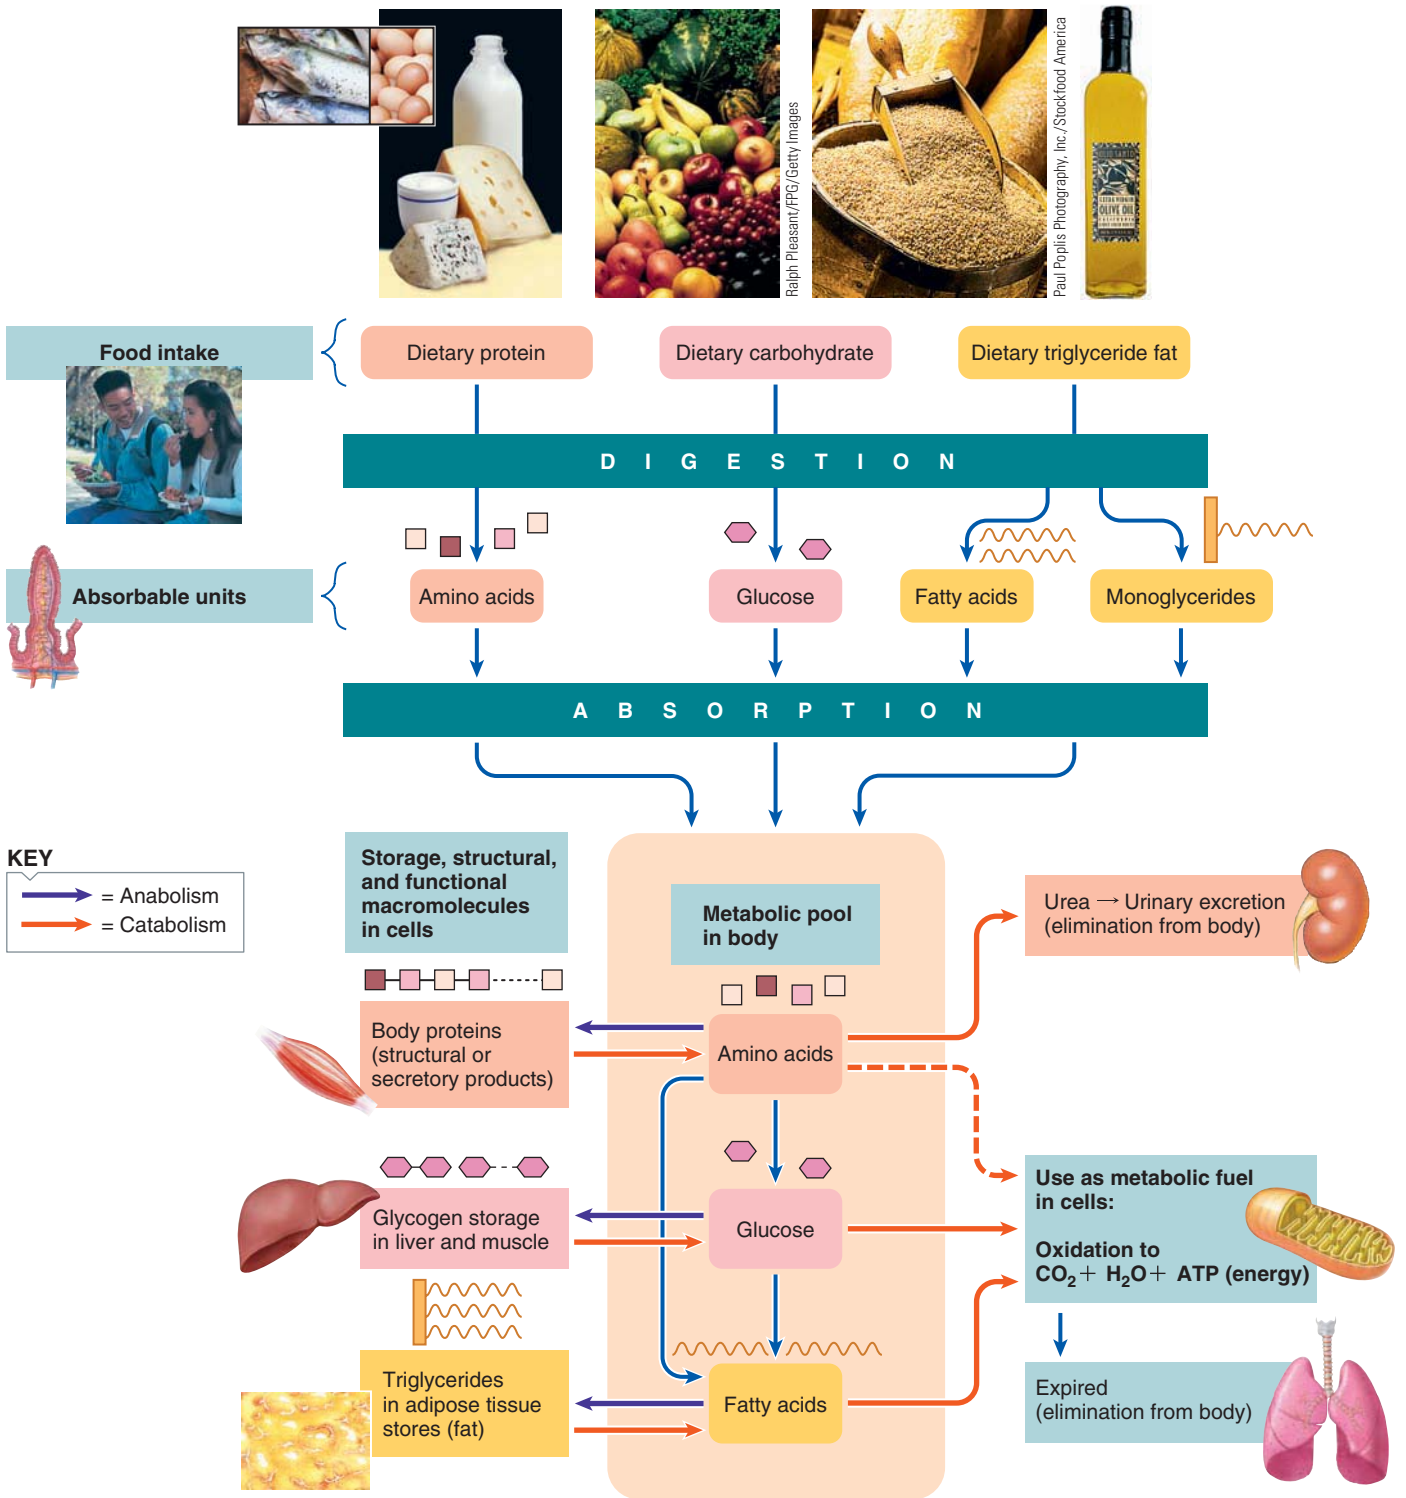 Ralph Pleasant/FPG/Getty Images
Paul Poplis Photography, Inc./Stockfood America
OLIVE OIL
Food intake
Dietary protein
Dietary carbohydrate
Dietary triglyceride fat
DIGESTION
Absorbable units
Amino acids
Glucose
Fatty acids
Monoglycerides
ABSORPTION
KEY
= Anabolism
= Catabolism
Storage, structural,
and functional
macromolecules
in cells
Metabolic pool
in body
Urea → Urinary excretion
(elimination from body)
Body proteins
(structural or
secretory products)
Amino acids
Glycogen storage
in liver and muscle
Glucose
Use as metabolic fuel
in cells:
Oxidation to
CO₂ + H₂O + ATP (energy)
Triglycerides
in adipose tissue
stores (fat)
Fatty acids
Expired
(elimination from body)